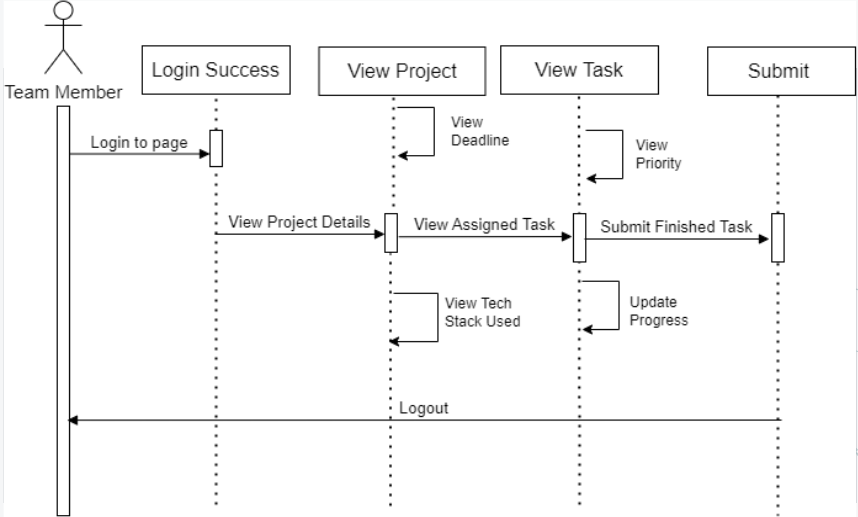 Team Member
Login Success
View Project
View Task
Submit
View
Deadline
View
Priority
Login to page
View Project Details
View Assigned Task
Submit Finished Task
View Tech
Stack Used
Update
Progress
Logout